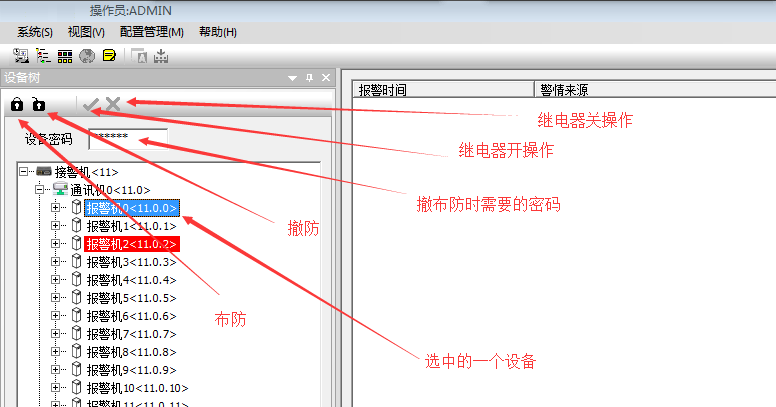 操作员:ADMIN
系统(S) 视图(V) 配置管理(M) 帮助(H)
设备树
报警时间 警情来源
继电器关操作
设备密码 ******
继电器开操作
接警机<11>
通讯机0<11.0>
撤布防时需要的密码
报警机0<11.0.0>
报警机1<11.0.1>
撤防
报警机2<11.0.2>
报警机3<11.0.3>
报警机4<11.0.4>
报警机5<11.0.5>
布防
报警机6<11.0.6>
报警机7<11.0.7>
报警机8<11.0.8>
选中的一个设备
报警机9<11.0.9>
报警机10<11.0.10>
报警机11<11.0.11>